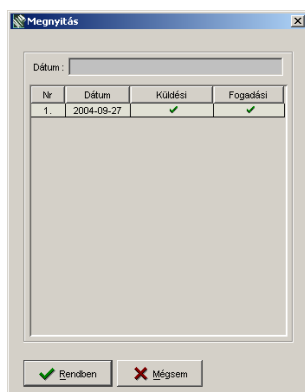 Megnyitás
Dátum :
Nr Dátum Küldési Fogadási
1. 2004-09-27
Rendben Mégsem